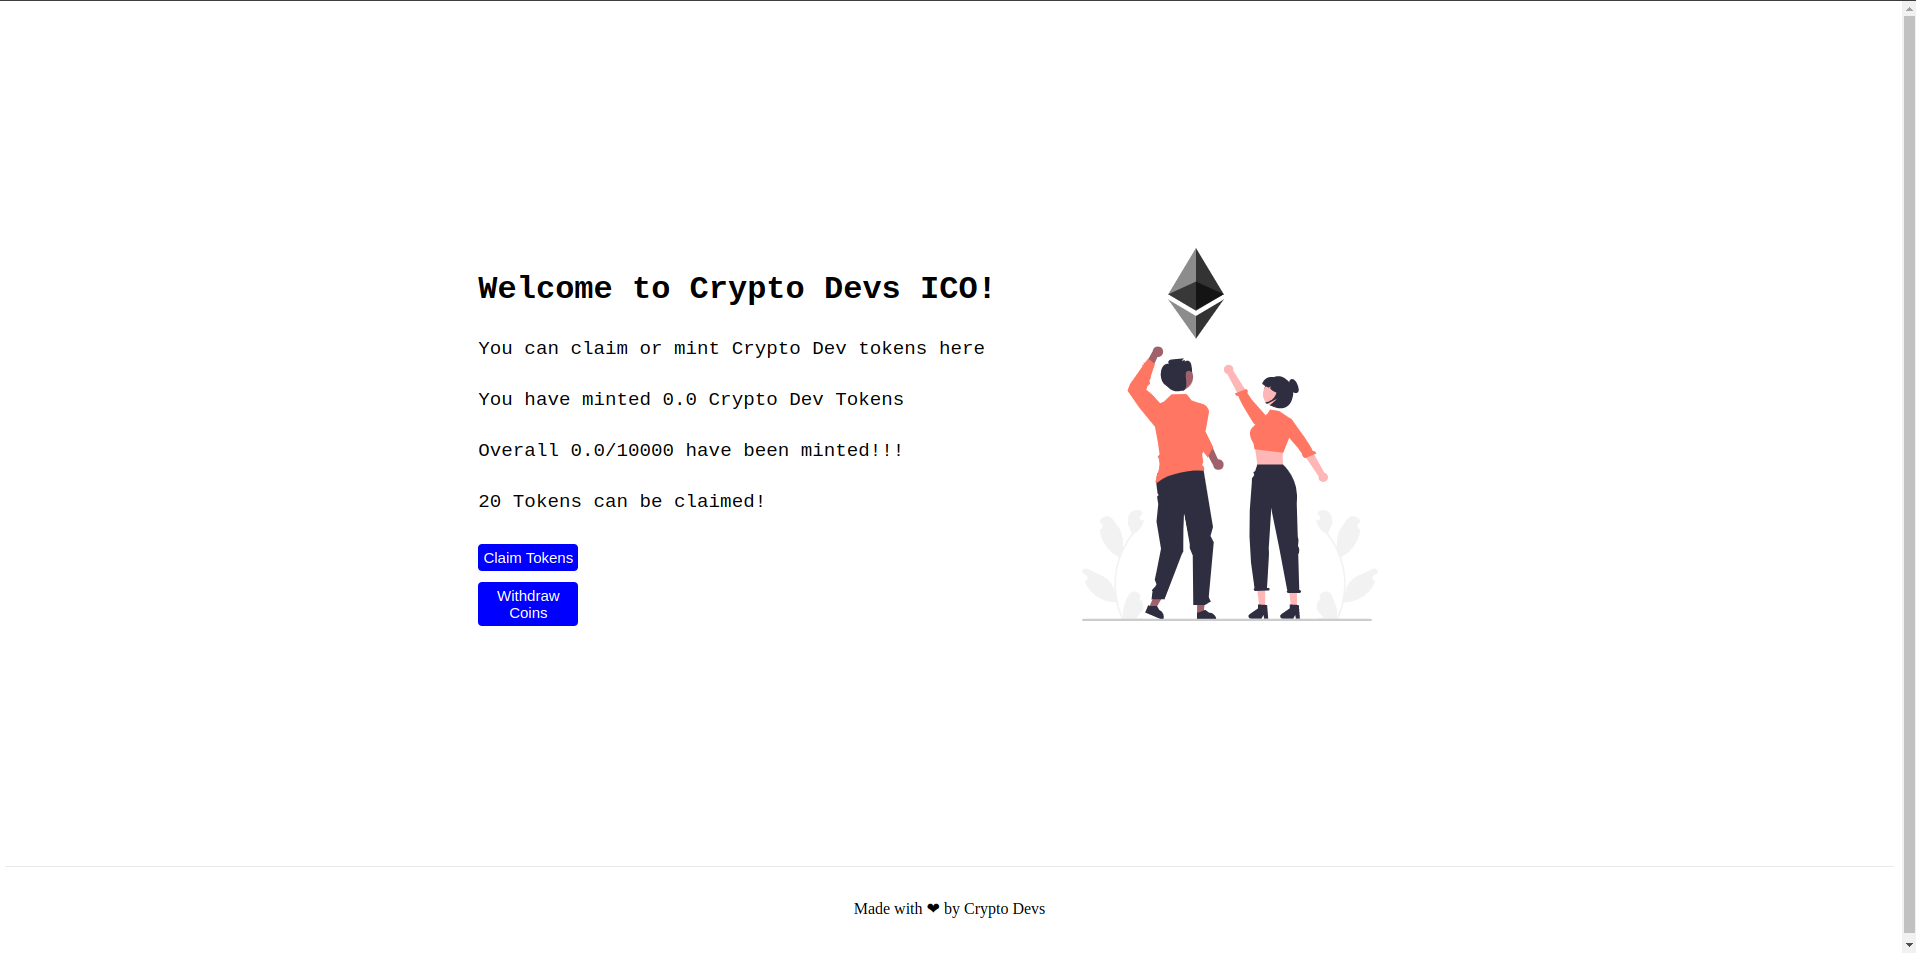 Welcome to Crypto Devs ICO!
You can claim or mint Crypto Dev tokens here
You have minted 0.0 Crypto Dev Tokens
Overall 0.0/10000 have been minted!!!
20 Tokens can be claimed!
Claim Tokens
Withdraw
Coins
Made with ❤ by Crypto Devs